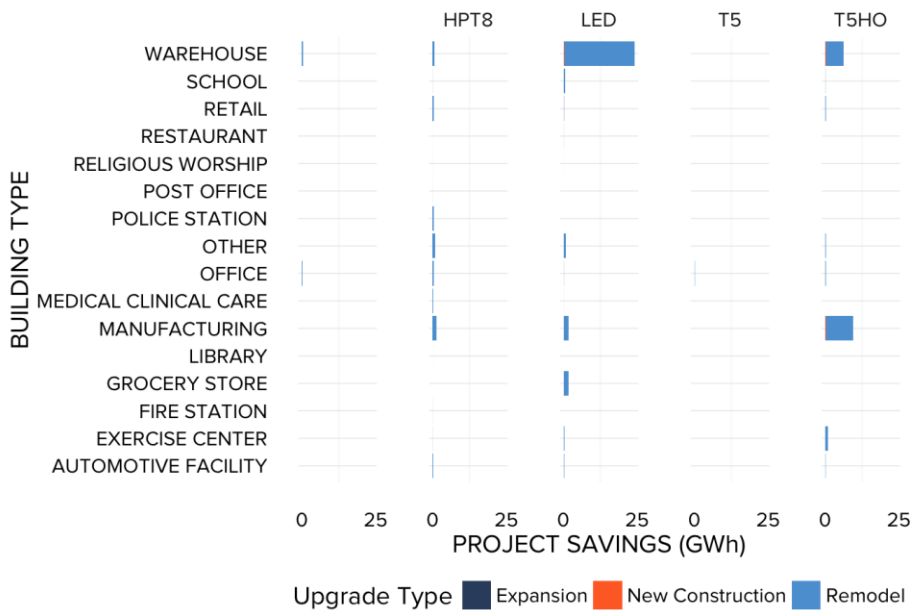 HPT8 LED T5 T5HO
WAREHOUSE
SCHOOL
RETAIL
RESTAURANT
RELIGIOUS WORSHIP
POST OFFICE
POLICE STATION
OTHER
OFFICE
MEDICAL CLINICAL CARE
MANUFACTURING
LIBRARY
GROCERY STORE
FIRE STATION
EXERCISE CENTER
AUTOMOTIVE FACILITY
BUILDING TYPE
0 25 0 25 0 25 0 25 0 25
PROJECT SAVINGS (GWh)
Upgrade Type Expansion New Construction Remodel